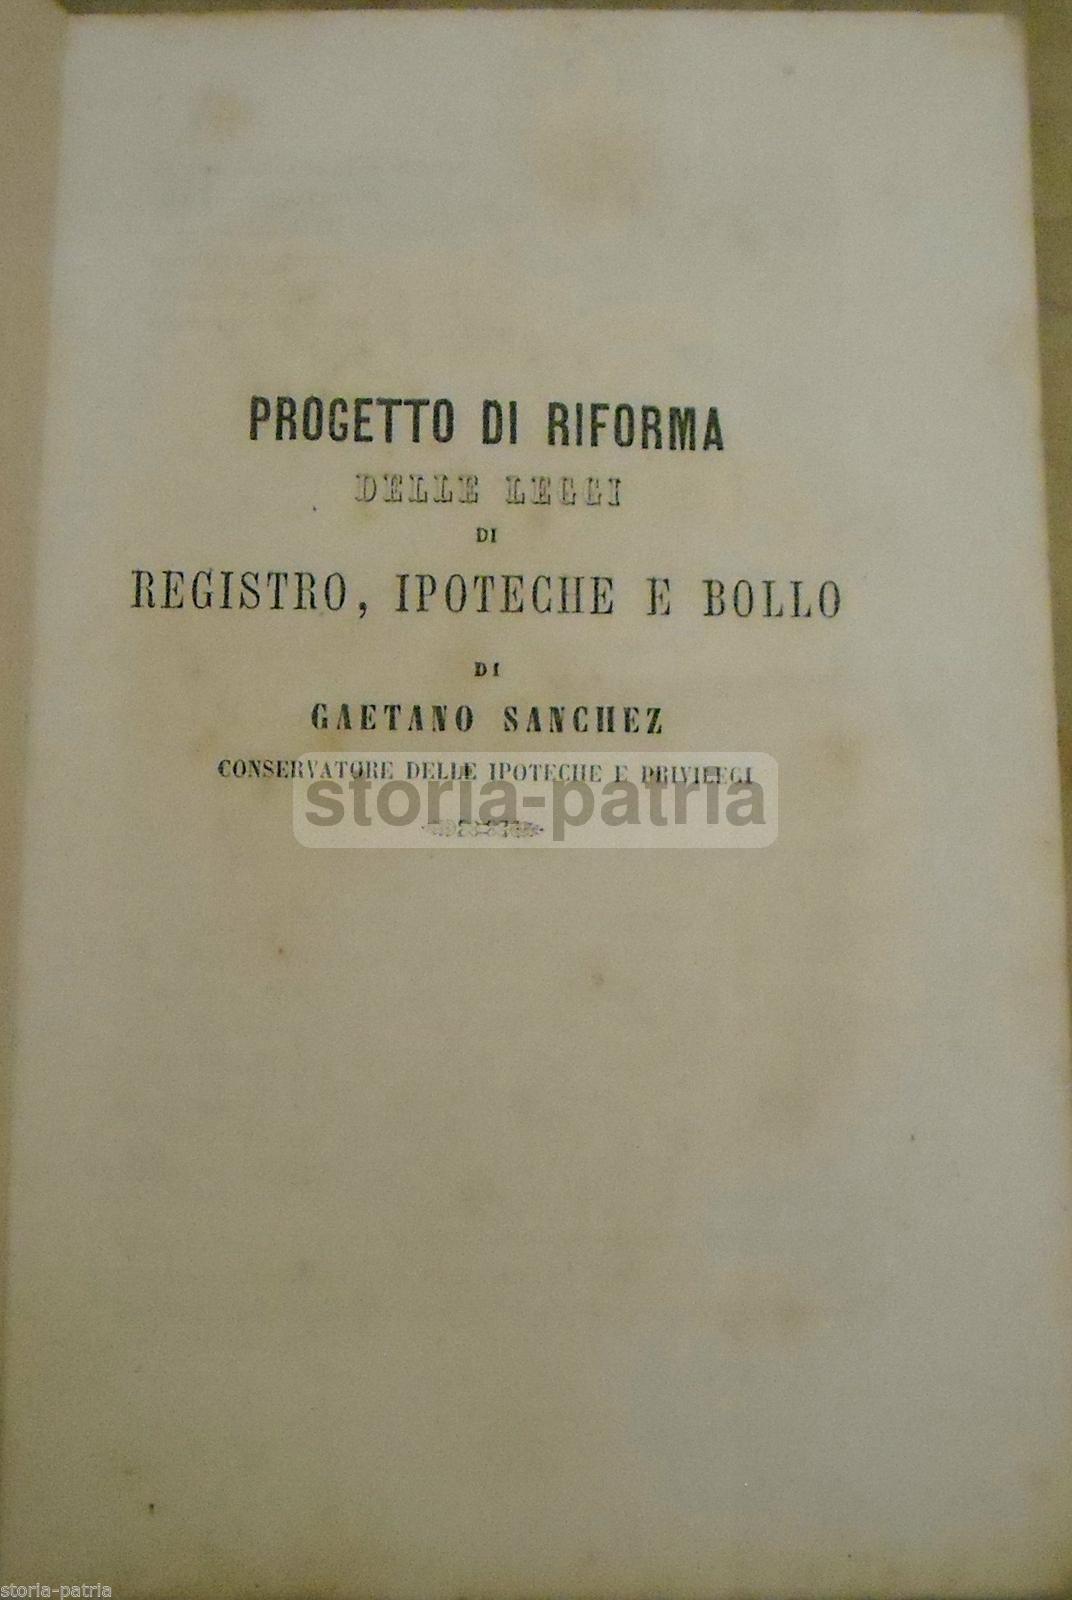 PROGETTO DI RIFORMA
DELLE LEGGI
DI
REGISTRO, IPOTECHE E BOLLO
DI
GAETANO SANCHEZ
CONSERVATORE DELLE IPOTECHE E PRIVILEGI
storia-patria
storia-patria